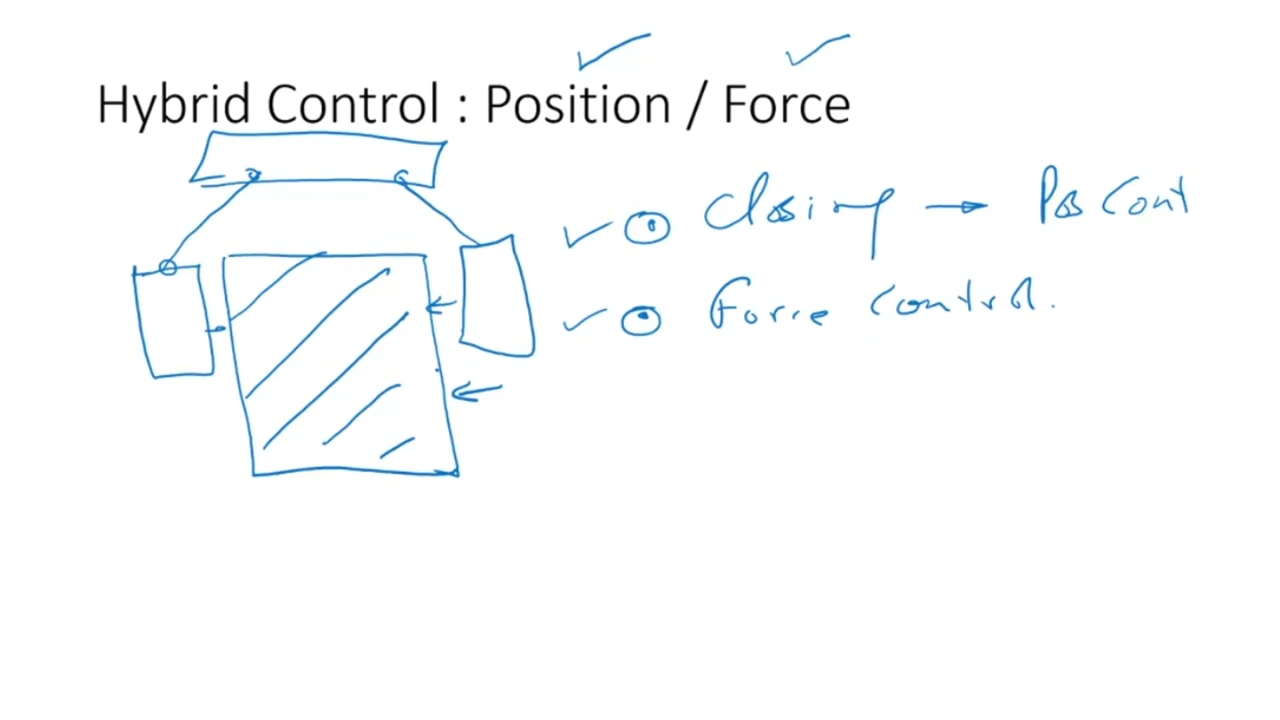 Hybrid Control : Position / Force
Closing → Pos Cont
Force Control.